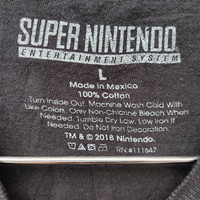 SUPER NINTENDO
ENTERTAINMENT SYSTEM
L
Made in Mexico
100% Cotton
Turn Inside Out. Machine Wash Cold With
Like Colors. Only Non-Chlorine Bleach When
Needed. Tumble Dry Low. Low Iron If
Needed. Do Not Iron Decoration.
TM & © 2018 Nintendo
RN #111647